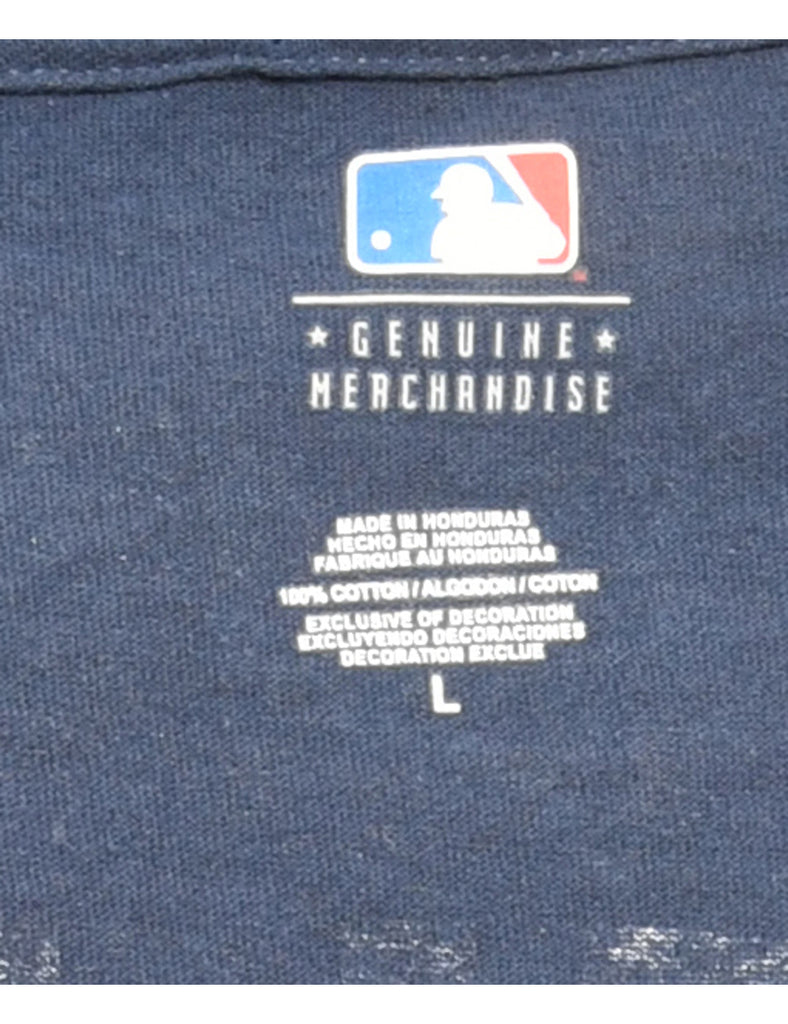 ★ GENUINE ★
MERCHANDISE
MADE IN HONDURAS
HECHO EN HONDURAS
FABRIQUE AU HONDURAS
100% COTTON / ALGODON / COTON
EXCLUSIVE OF DECORATION
EXCLUYENDO DECORACIONES
DECORATION EXCLUE
L